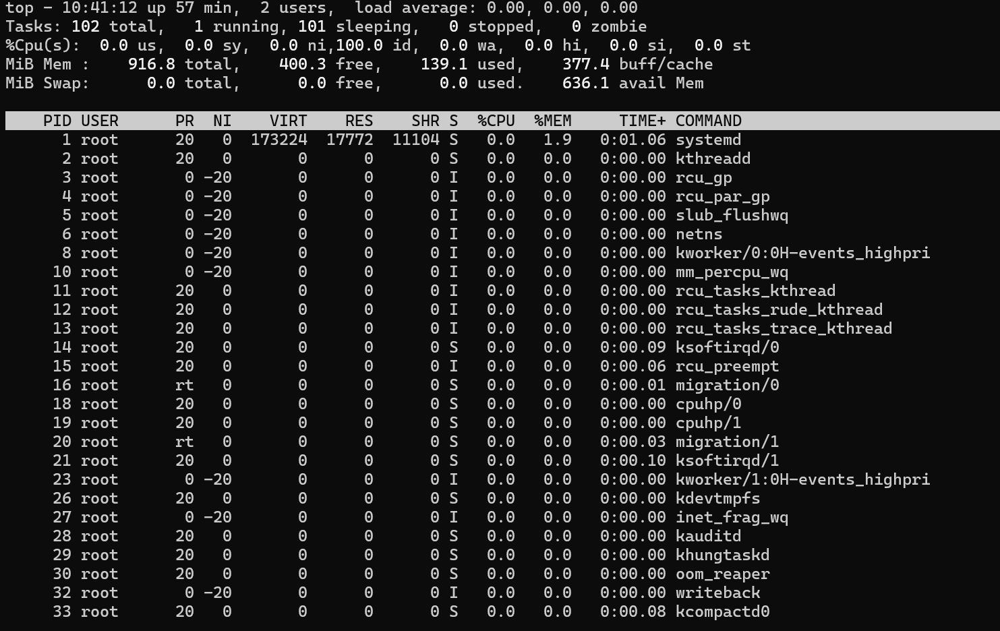 top - 10:41:12 up 57 min,  2 users,  load average: 0.00, 0.00, 0.00
Tasks: 102 total,   1 running, 101 sleeping,   0 stopped,   0 zombie
%Cpu(s):  0.0 us,  0.0 sy,  0.0 ni,100.0 id,  0.0 wa,  0.0 hi,  0.0 si,  0.0 st
MiB Mem :    916.8 total,    400.3 free,    139.1 used,    377.4 buff/cache
MiB Swap:      0.0 total,      0.0 free,      0.0 used.    636.1 avail Mem

    PID USER      PR  NI    VIRT    RES    SHR S  %CPU  %MEM     TIME+ COMMAND
      1 root      20   0  173224  17772  11104 S   0.0   1.9   0:01.06 systemd
      2 root      20   0       0      0      0 S   0.0   0.0   0:00.00 kthreadd
      3 root       0 -20       0      0      0 I   0.0   0.0   0:00.00 rcu_gp
      4 root       0 -20       0      0      0 I   0.0   0.0   0:00.00 rcu_par_gp
      5 root       0 -20       0      0      0 I   0.0   0.0   0:00.00 slub_flushwq
      6 root       0 -20       0      0      0 I   0.0   0.0   0:00.00 netns
      8 root       0 -20       0      0      0 I   0.0   0.0   0:00.00 kworker/0:0H-events_highpri
     10 root       0 -20       0      0      0 I   0.0   0.0   0:00.00 mm_percpu_wq
     11 root      20   0       0      0      0 I   0.0   0.0   0:00.00 rcu_tasks_kthread
     12 root      20   0       0      0      0 I   0.0   0.0   0:00.00 rcu_tasks_rude_kthread
     13 root      20   0       0      0      0 I   0.0   0.0   0:00.00 rcu_tasks_trace_kthread
     14 root      20   0       0      0      0 S   0.0   0.0   0:00.09 ksoftirqd/0
     15 root      20   0       0      0      0 I   0.0   0.0   0:00.06 rcu_preempt
     16 root      rt   0       0      0      0 S   0.0   0.0   0:00.01 migration/0
     18 root      20   0       0      0      0 S   0.0   0.0   0:00.00 cpuhp/0
     19 root      20   0       0      0      0 S   0.0   0.0   0:00.00 cpuhp/1
     20 root      rt   0       0      0      0 S   0.0   0.0   0:00.03 migration/1
     21 root      20   0       0      0      0 S   0.0   0.0   0:00.10 ksoftirqd/1
     23 root       0 -20       0      0      0 I   0.0   0.0   0:00.00 kworker/1:0H-events_highpri
     26 root      20   0       0      0      0 S   0.0   0.0   0:00.00 kdevtmpfs
     27 root       0 -20       0      0      0 I   0.0   0.0   0:00.00 inet_frag_wq
     28 root      20   0       0      0      0 S   0.0   0.0   0:00.00 kauditd
     29 root      20   0       0      0      0 S   0.0   0.0   0:00.00 khungtaskd
     30 root      20   0       0      0      0 S   0.0   0.0   0:00.00 oom_reaper
     32 root       0 -20       0      0      0 I   0.0   0.0   0:00.00 writeback
     33 root      20   0       0      0      0 S   0.0   0.0   0:00.08 kcompactd0